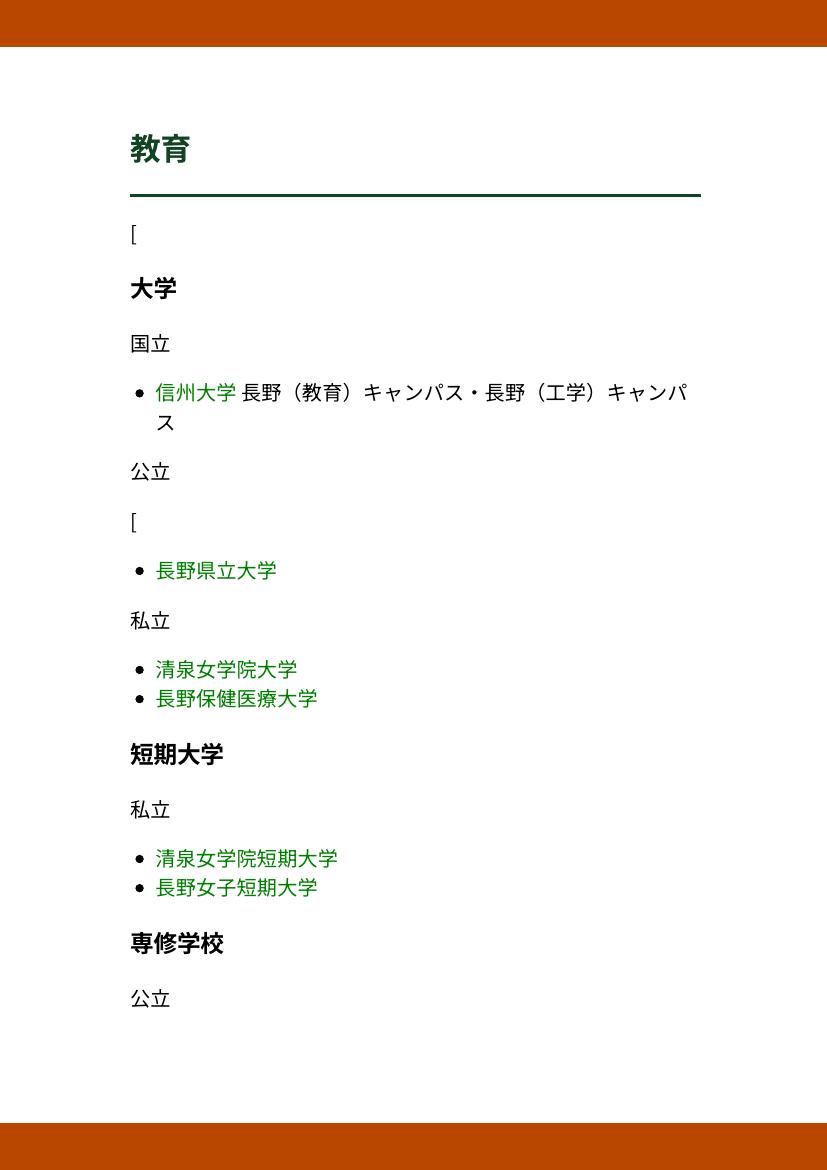 教育
[
大学
国立
• 信州大学 長野（教育）キャンパス・長野（工学）キャンパ
ス
公立
[
• 長野県立大学
私立
• 清泉女学院大学
• 長野保健医療大学
短期大学
私立
• 清泉女学院短期大学
• 長野女子短期大学
専修学校
公立